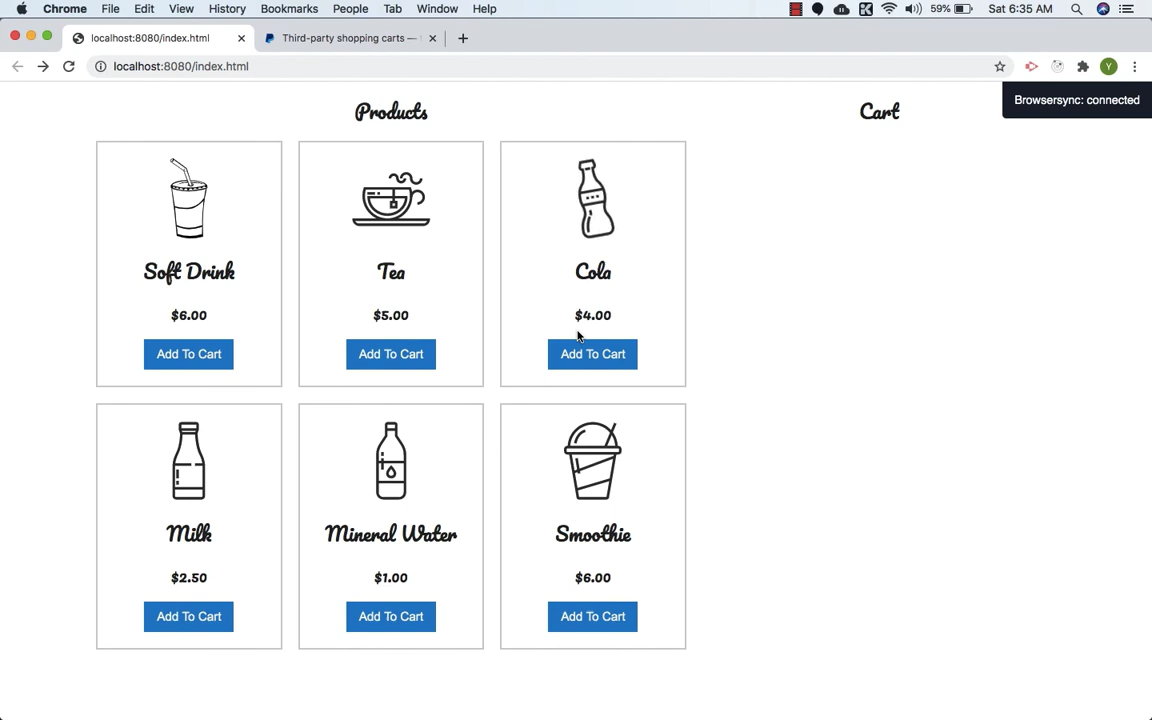 Chrome File Edit View History Bookmarks People Tab Window Help 59% Sat 6:35 AM
localhost:8080/index.html Third-party shopping carts —
localhost:8080/index.html Y
Browsersync: connected
Products Cart
Soft Drink Tea Cola
$6.00 $5.00 $4.00
Add To Cart Add To Cart Add To Cart
Milk Mineral Water Smoothie
$2.50 $1.00 $6.00
Add To Cart Add To Cart Add To Cart